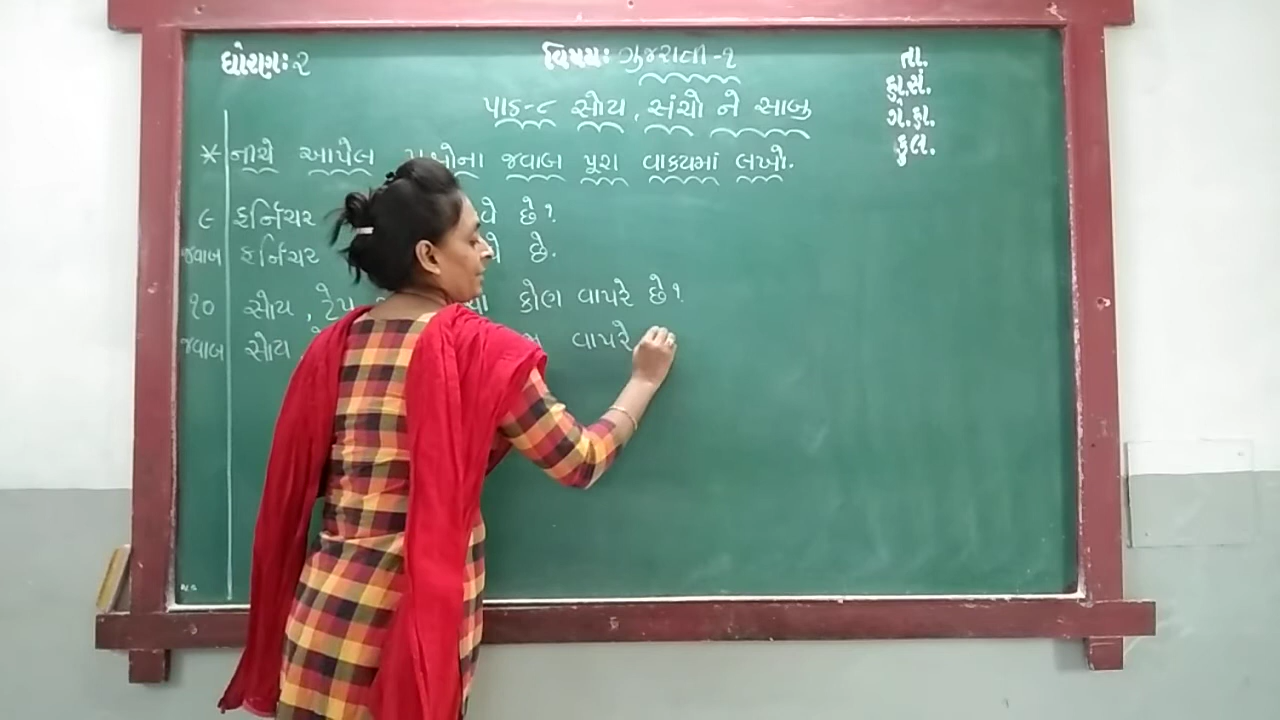 ધોરણઃ ૨
વિષયઃ ગુજરાતી - ૧
તા.
હા.સં.
ગે.હા.
કુલ.
પાઠ - ૮ સોય, સંચો ને સાબુ
* નીચે આપેલ જવાબ પૂરા વાક્યમાં લખો.
૯ ફર્નિચર છે ?
જવાબ ફર્નિચર છે.
૧૦ સોય, ટેપ કોણ વાપરે છે ?
જવાબ સોય વાપરે